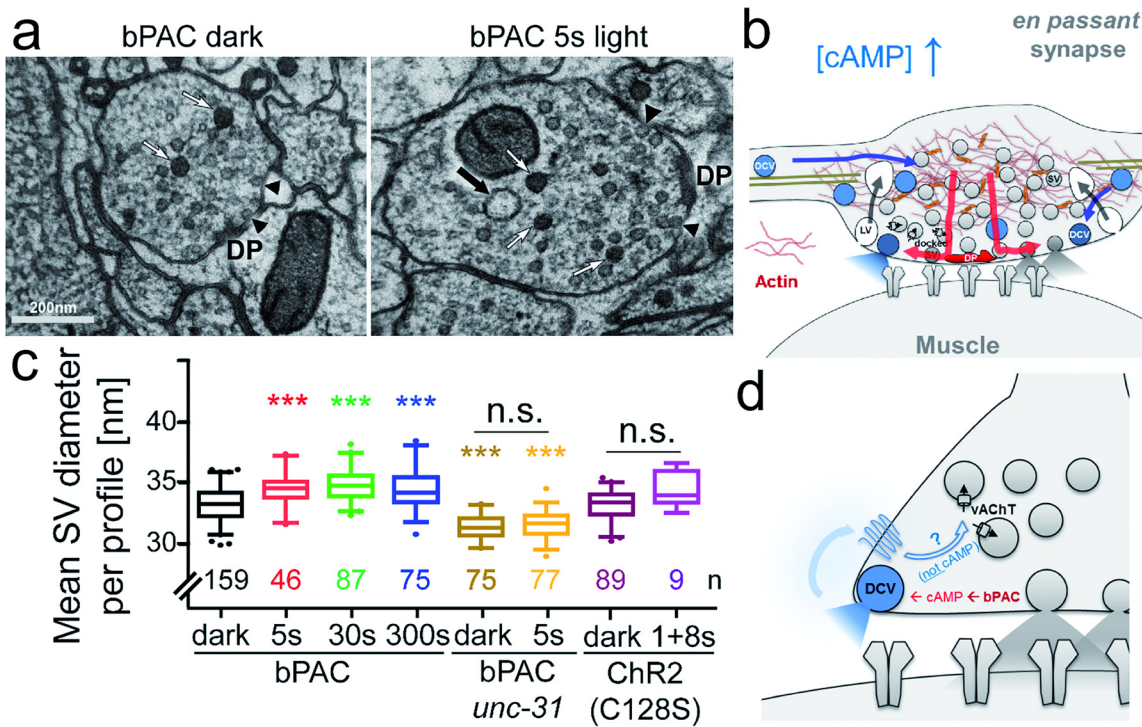 a
bPAC dark
bPAC 5s light
DP
200nm
DP
b
[cAMP] ↑
en passant
synapse
DCV
SV
LV
docked
SV
DP
DCV
Actin
Muscle
c
Mean SV diameter
per profile [nm]
40
35
30
***
***
***
n.s.
***
***
n.s.
159
46
87
75
75
77
89
9
n
dark
5s
30s
300s
dark
5s
dark
1+8s
bPAC
bPAC
unc-31
ChR2
(C128S)
d
vAChT
?
(not cAMP)
DCV
← cAMP ← bPAC